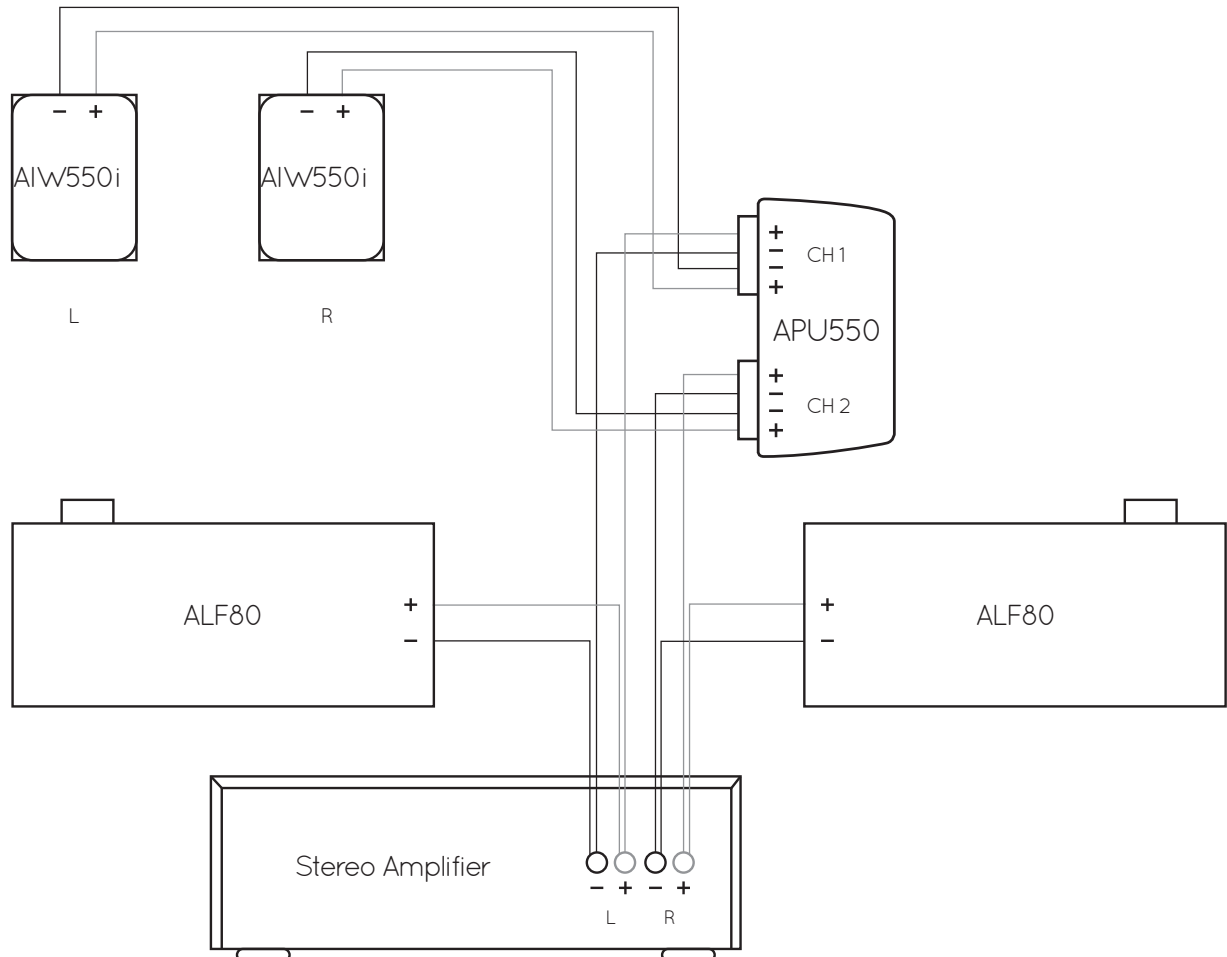 − +
− +
AIW550i
AIW550i
L
R
+
−
CH 1
−
+
APU550
+
−
CH 2
−
+
ALF80
+
−
+
−
ALF80
Stereo Amplifier
− + − +
L R